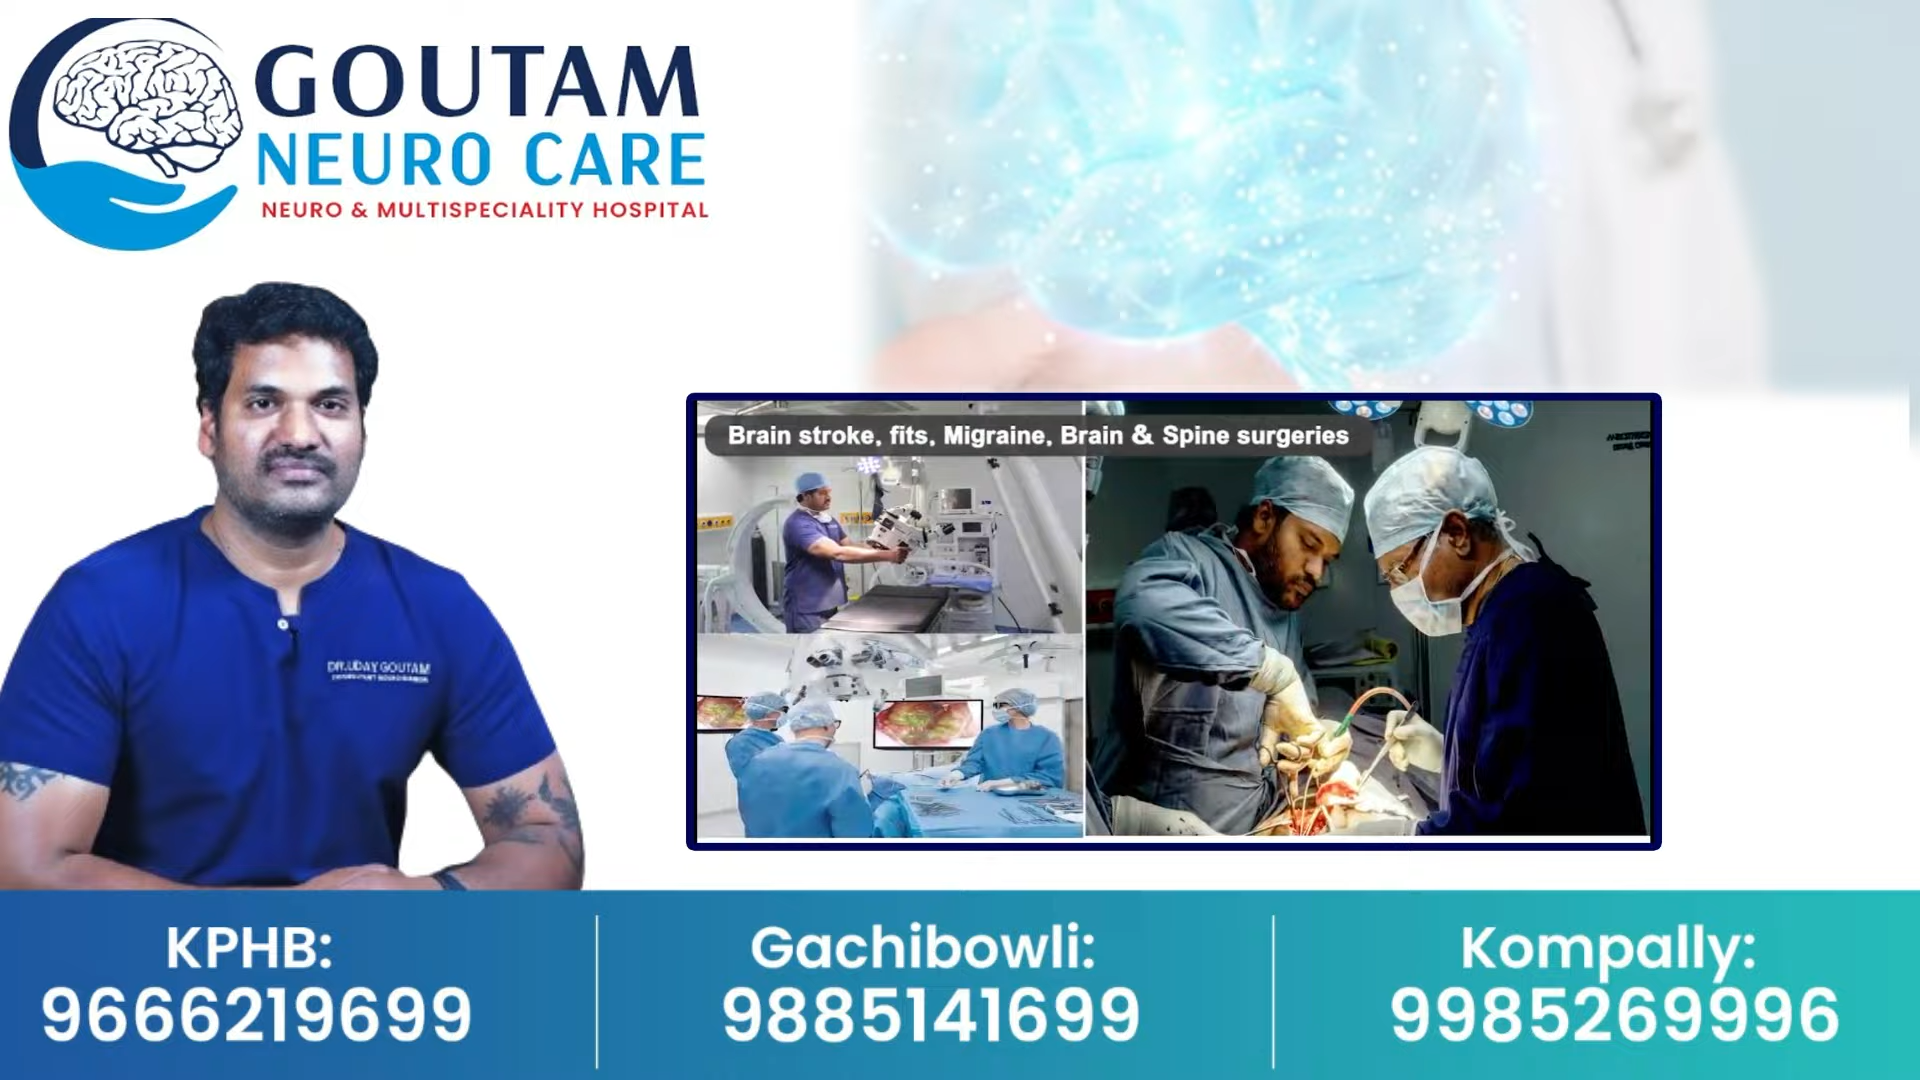 GOUTAM
NEURO CARE
NEURO & MULTISPECIALITY HOSPITAL
Brain stroke, fits, Migraine, Brain & Spine surgeries
DR.UDAY GOUTAM
KPHB:
9666219699
Gachibowli:
9885141699
Kompally:
9985269996